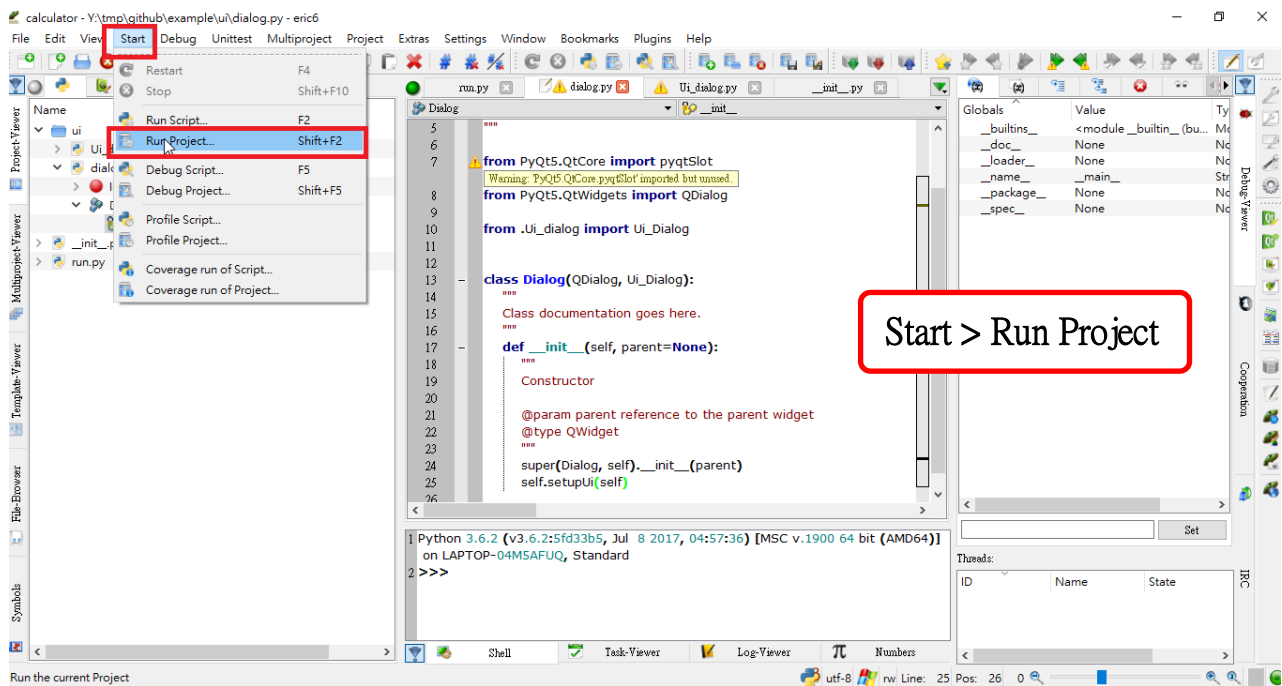 calculator - Y:\tmp\github\example\ui\dialog.py - eric6
File Edit View Start Debug Unittest Multiproject Project Extras Settings Window Bookmarks Plugins Help
Restart F4
Stop Shift+F10
Run Script... F2
Run Project... Shift+F2
Debug Script... F5
Debug Project... Shift+F5
Profile Script...
Profile Project...
Coverage run of Script...
Coverage run of Project...
Project-Viewer
Multiproject-Viewer
Template-Viewer
File-Browser
Symbols
Name
ui
__init__.p
run.py
run.py dialog.py Ui_dialog.py __init__.py
Dialog __init__
5 """
6
7 from PyQt5.QtCore import pyqtSlot
Warning: 'PyQt5.QtCore.pyqtSlot' imported but unused.
8 from PyQt5.QtWidgets import QDialog
9
10 from .Ui_dialog import Ui_Dialog
11
12
13 class Dialog(QDialog, Ui_Dialog):
14 """
15 Class documentation goes here.
16 """
17 def __init__(self, parent=None):
18 """
19 Constructor
20
21 @param parent reference to the parent widget
22 @type QWidget
23 """
24 super(Dialog, self).__init__(parent)
25 self.setupUi(self)
26
1 Python 3.6.2 (v3.6.2:5fd33b5, Jul 8 2017, 04:57:36) [MSC v.1900 64 bit (AMD64)]
on LAPTOP-04M5AFUQ, Standard
2 >>>
Shell Task-Viewer Log-Viewer Numbers
Globals Value Ty
__builtins__ <module __builtin__ (bu...
__doc__ None
__loader__ None
__name__ __main__ Str
__package__ None
__spec__ None
Start > Run Project
Set
Threads:
ID Name State
Debug-Viewer
Cooperation
IRC
Run the current Project
utf-8 rw Line: 25 Pos: 26 0